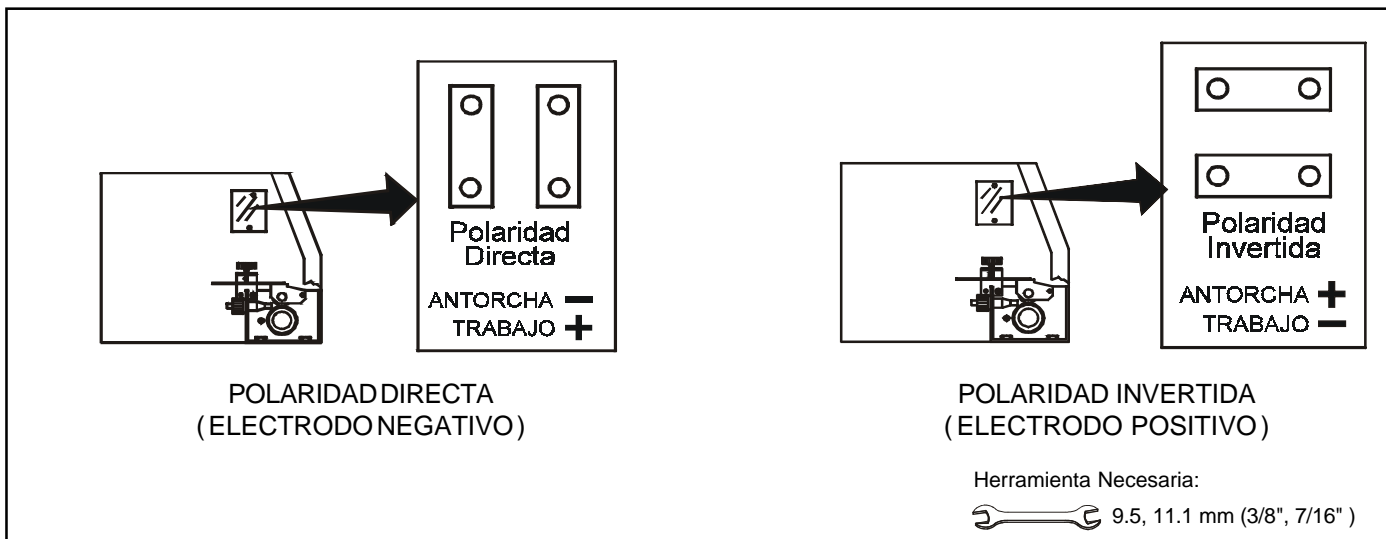 Polaridad
Directa
ANTORCHA −
TRABAJO +
POLARIDAD DIRECTA
(ELECTRODO NEGATIVO)
Polaridad
Invertida
ANTORCHA +
TRABAJO −
POLARIDAD INVERTIDA
(ELECTRODO POSITIVO)
Herramienta Necesaria:
9.5, 11.1 mm (3/8", 7/16" )